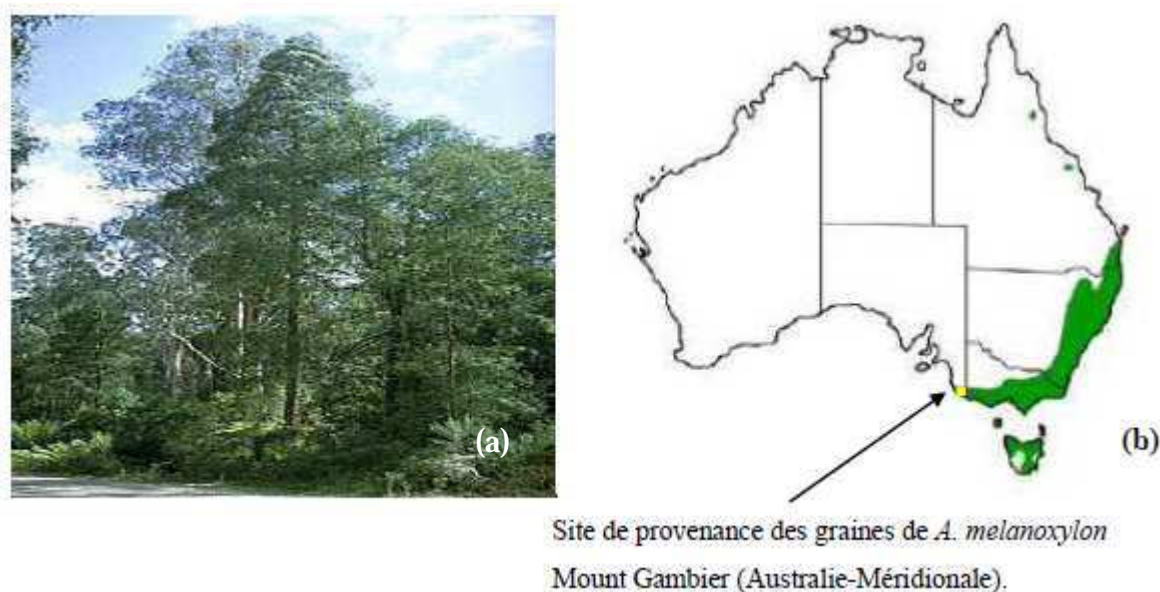 (a)
(b)
Site de provenance des graines de A. melanoxylon
Mount Gambier (Australie-Méridionale).